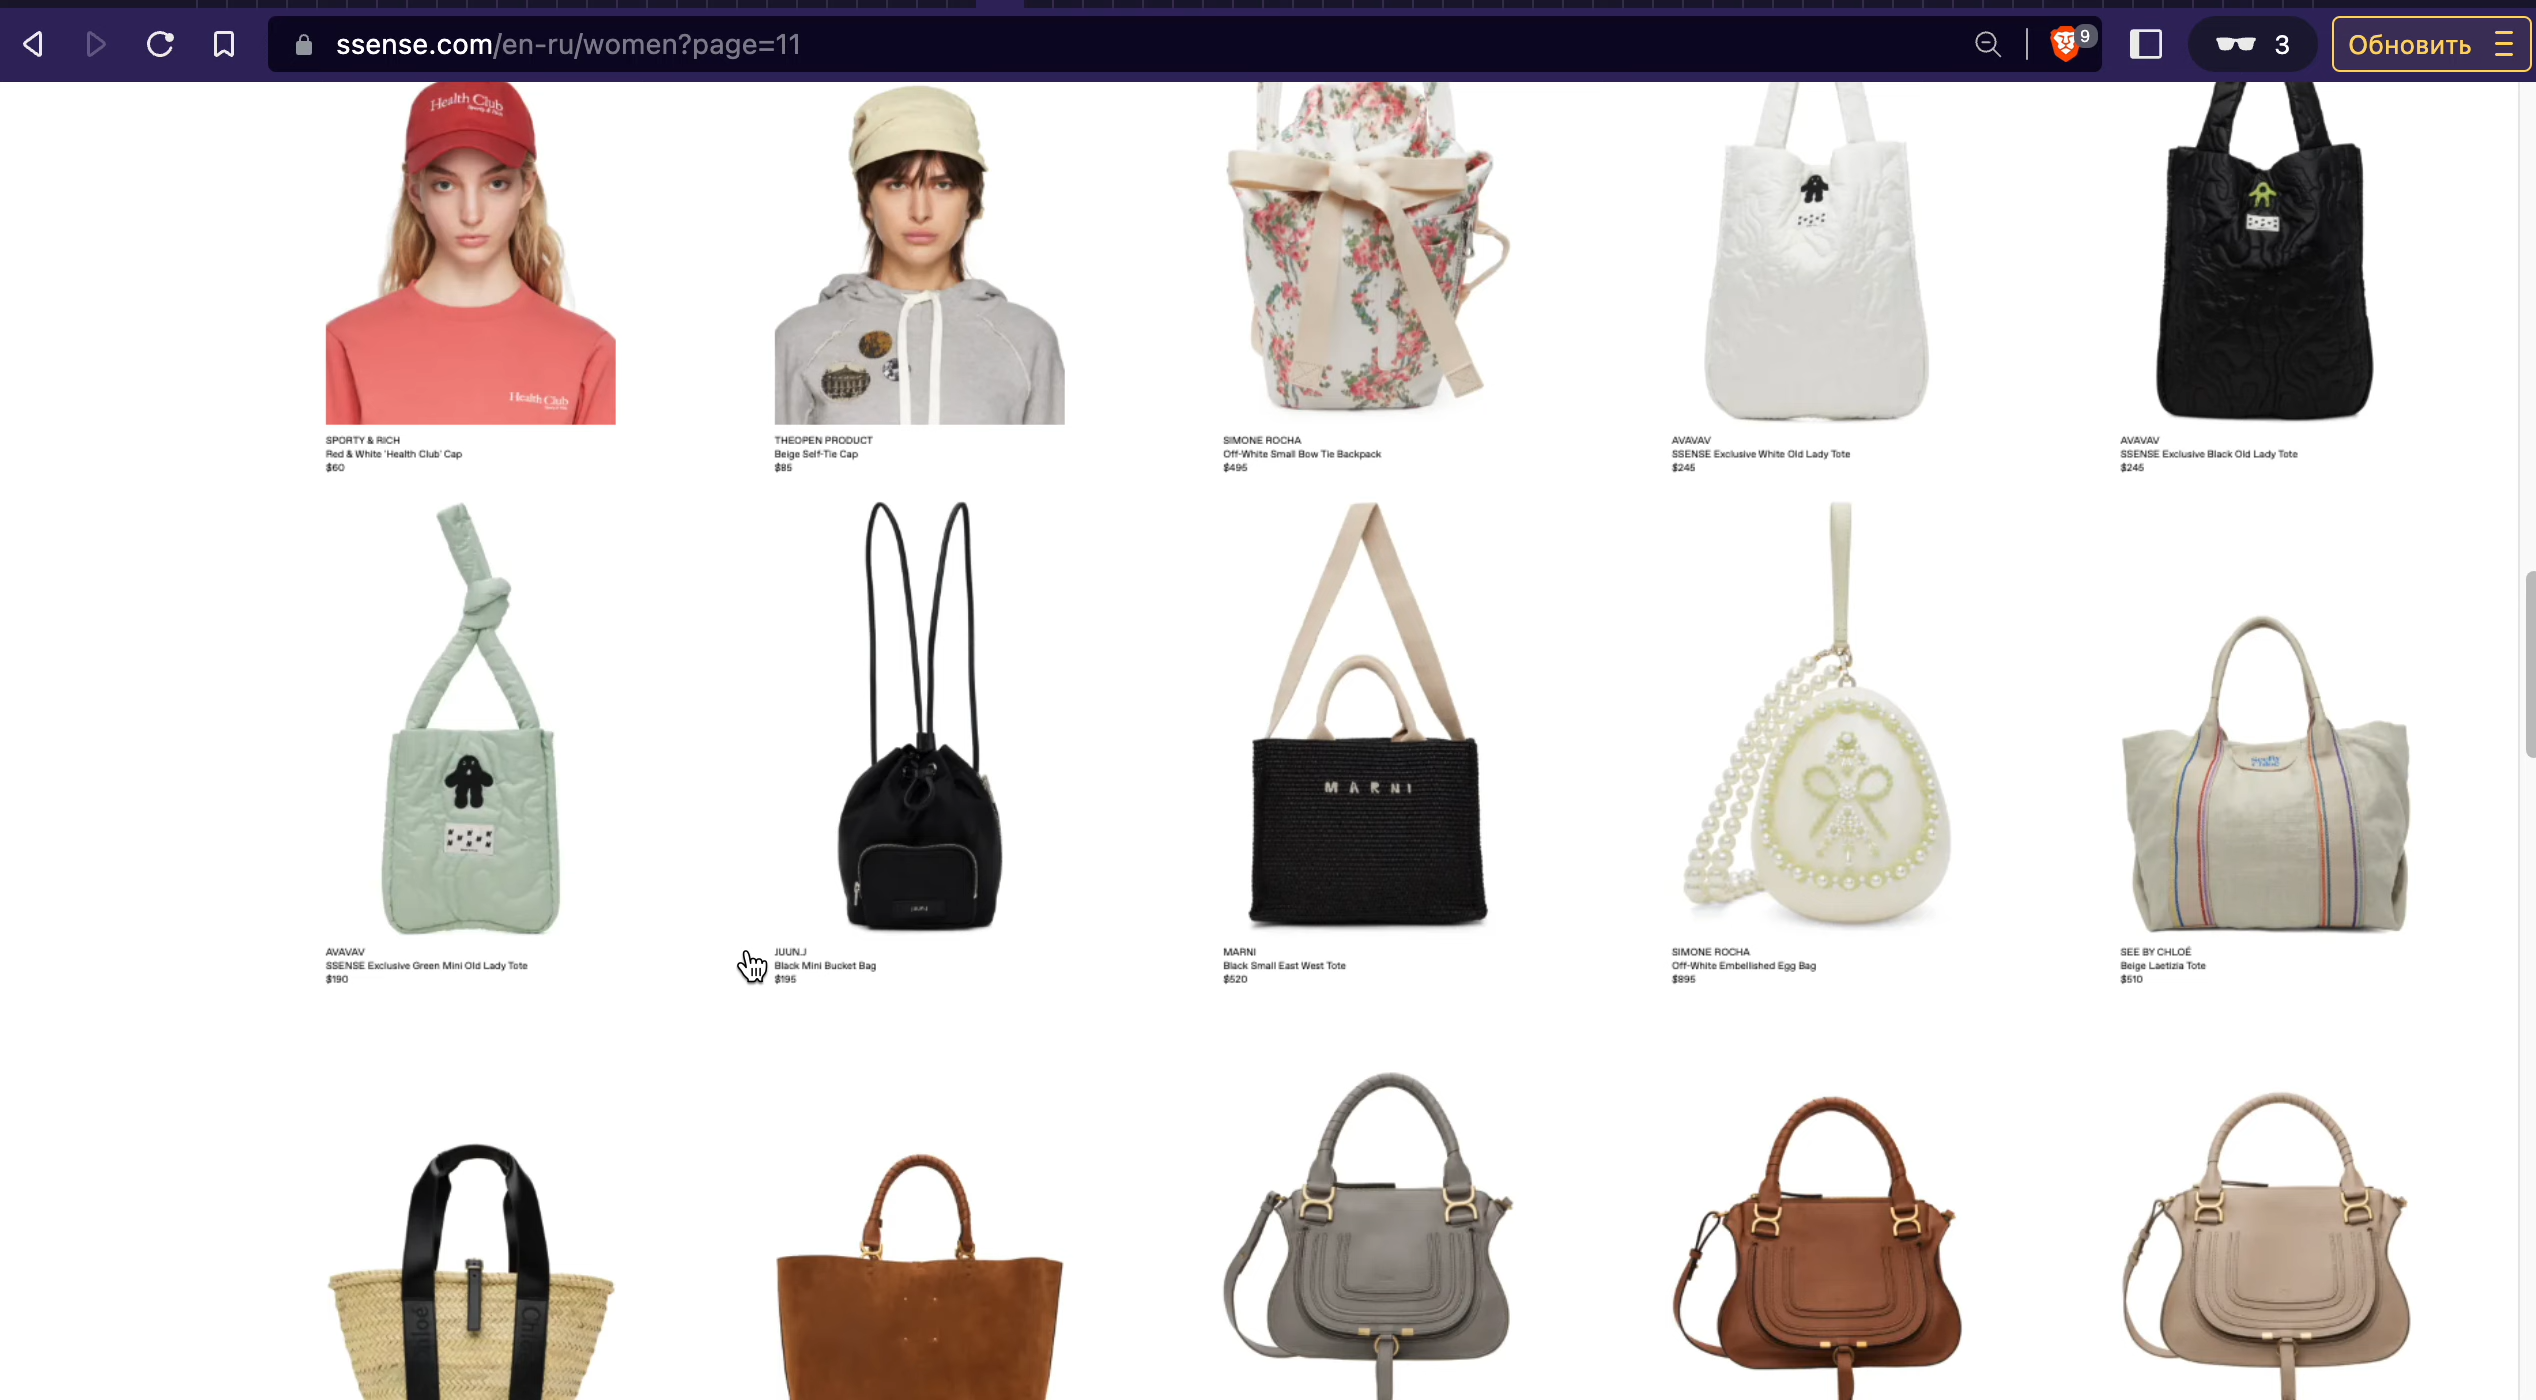 ssense.com/en-ru/women?page=11
9
3
Обновить
Health Club
Health Club
SPORTY & RICH
Red & White 'Health Club' Cap
$60
THEOPEN PRODUCT
Beige Self-Tie Cap
$85
SIMONE ROCHA
Off-White Small Bow Tie Backpack
$495
AVAVAV
SSENSE Exclusive White Old Lady Tote
$245
AVAVAV
SSENSE Exclusive Black Old Lady Tote
$245
JUUN.J
MARNI
See By
Chloé
AVAVAV
SSENSE Exclusive Green Mini Old Lady Tote
$190
JUUN.J
Black Mini Bucket Bag
$195
MARNI
Black Small East West Tote
$520
SIMONE ROCHA
Off-White Embellished Egg Bag
$895
SEE BY CHLOÉ
Beige Laetizia Tote
$510